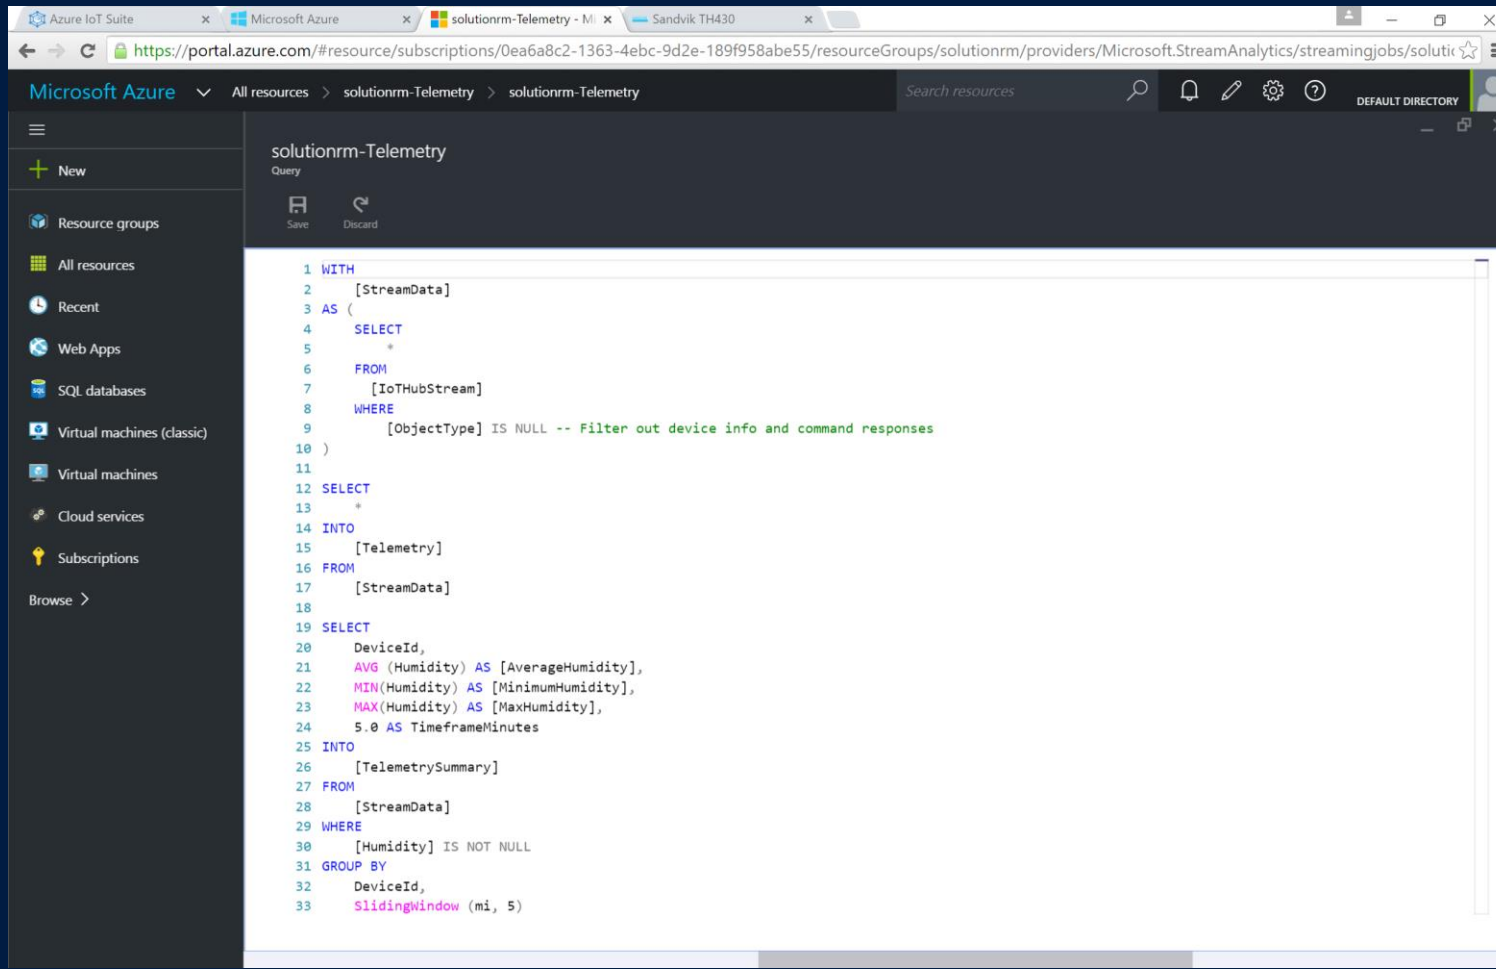 Azure IoT Suite
Microsoft Azure
solutionrm-Telemetry - Mi
Sandvik TH430
https://portal.azure.com/#resource/subscriptions/0ea6a8c2-1363-4ebc-9d2e-189f958abe55/resourceGroups/solutionrm/providers/Microsoft.StreamAnalytics/streamingjobs/soluti
Microsoft Azure All resources > solutionrm-Telemetry > solutionrm-Telemetry
Search resources
DEFAULT DIRECTORY
solutionrm-Telemetry
Query
Save
Discard
New
Resource groups
All resources
Recent
Web Apps
SQL databases
Virtual machines (classic)
Virtual machines
Cloud services
Subscriptions
Browse >
1 WITH
2 [StreamData]
3 AS (
4 SELECT
5 *
6 FROM
7 [IoTHubStream]
8 WHERE
9 [ObjectType] IS NULL -- Filter out device info and command responses
10 )
11
12 SELECT
13 *
14 INTO
15 [Telemetry]
16 FROM
17 [StreamData]
18
19 SELECT
20 DeviceId,
21 AVG (Humidity) AS [AverageHumidity],
22 MIN(Humidity) AS [MinimumHumidity],
23 MAX(Humidity) AS [MaxHumidity],
24 5.0 AS TimeframeMinutes
25 INTO
26 [TelemetrySummary]
27 FROM
28 [StreamData]
29 WHERE
30 [Humidity] IS NOT NULL
31 GROUP BY
32 DeviceId,
33 SlidingWindow (mi, 5)